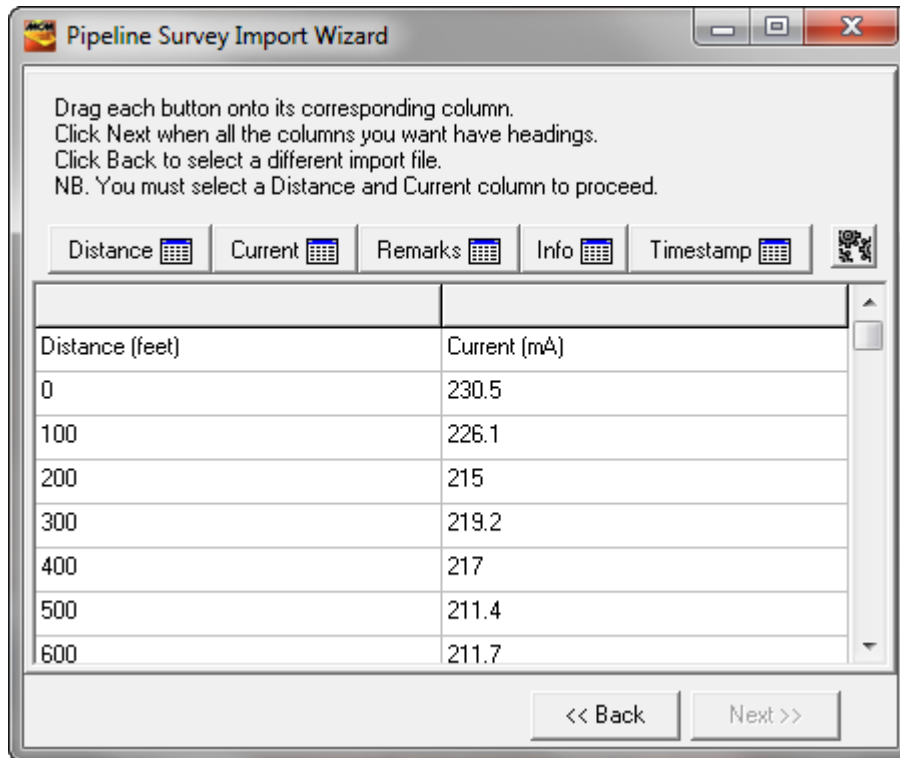 Pipeline Survey Import Wizard
Drag each button onto its corresponding column.
Click Next when all the columns you want have headings.
Click Back to select a different import file.
NB. You must select a Distance and Current column to proceed.
Distance Current Remarks Info Timestamp
Distance (feet) Current (mA)
0 230.5
100 226.1
200 215
300 219.2
400 217
500 211.4
600 211.7
<< Back Next >>